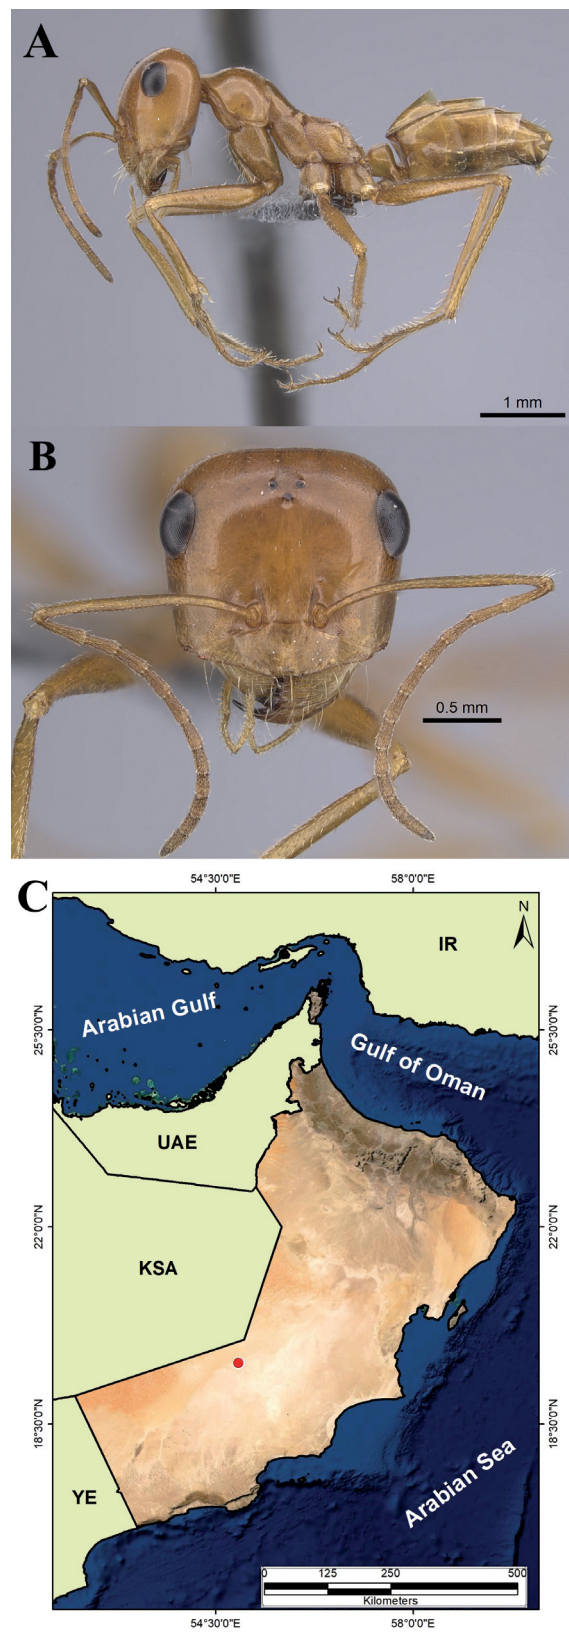 A
1 mm
B
0.5 mm
C
54°30'0"E
58°0'0"E
N
IR
Arabian Gulf
25°30'0"N
25°30'0"N
Gulf of Oman
UAE
22°0'0"N
22°0'0"N
KSA
18°30'0"N
18°30'0"N
Arabian Sea
YE
0 125 250 500
Kilometers
54°30'0"E
58°0'0"E